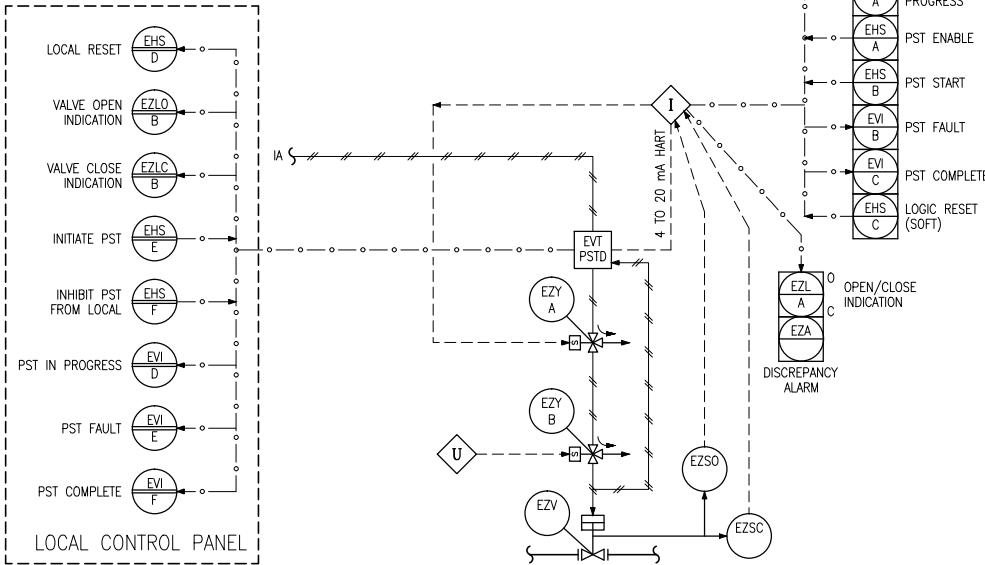 LOCAL RESET
EHS
D
VALVE OPEN
INDICATION
EZLO
B
VALVE CLOSE
INDICATION
EZLC
B
INITIATE PST
EHS
E
INHIBIT PST
FROM LOCAL
EHS
F
PST IN PROGRESS
EVI
D
PST FAULT
EVI
E
PST COMPLETE
EVI
F
LOCAL CONTROL PANEL
IA
I
4 TO 20 mA HART
EVT
PSTD
EZY
A
S
EZY
B
S
U
EZV
EZSO
EZSC
A
PROGRESS
EHS
A
PST ENABLE
EHS
B
PST START
EVI
B
PST FAULT
EVI
C
PST COMPLETE
EHS
C
LOGIC RESET
(SOFT)
EZL
A
O
C
OPEN/CLOSE
INDICATION
EZA
DISCREPANCY
ALARM